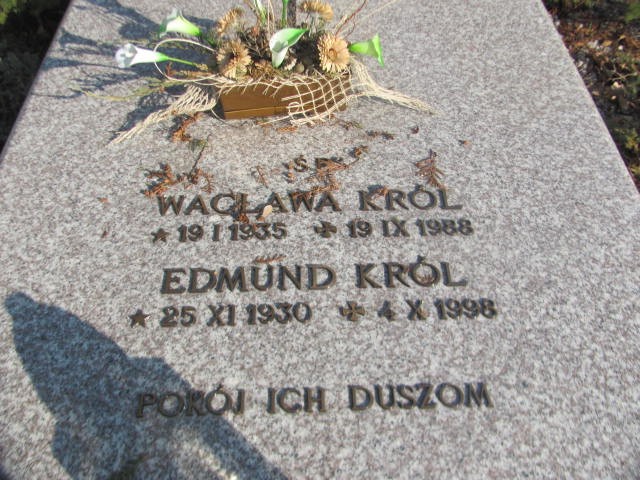 Ś.P.
WACŁAWA KRÓL
★ 19 I 1935 ✠ 19 IX 1988
EDMUND KRÓL
★ 25 XI 1930 ✠ 4 X 1998
POKÓJ ICH DUSZOM